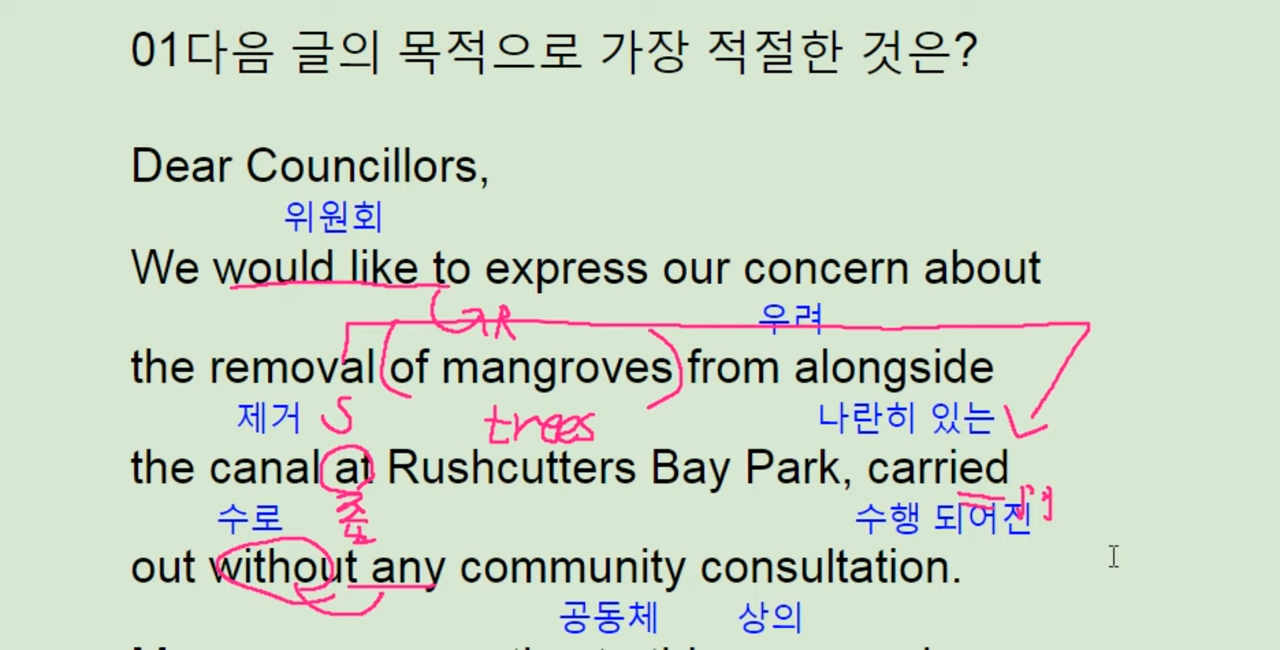 01다음 글의 목적으로 가장 적절한 것은?
Dear Councillors,
위원회
We would like to express our concern about
우려
the removal of mangroves from alongside
제거 S trees 나란히 있는
the canal at Rushcutters Bay Park, carried
수로 수행 되어진
out without any community consultation.
공동체 상의